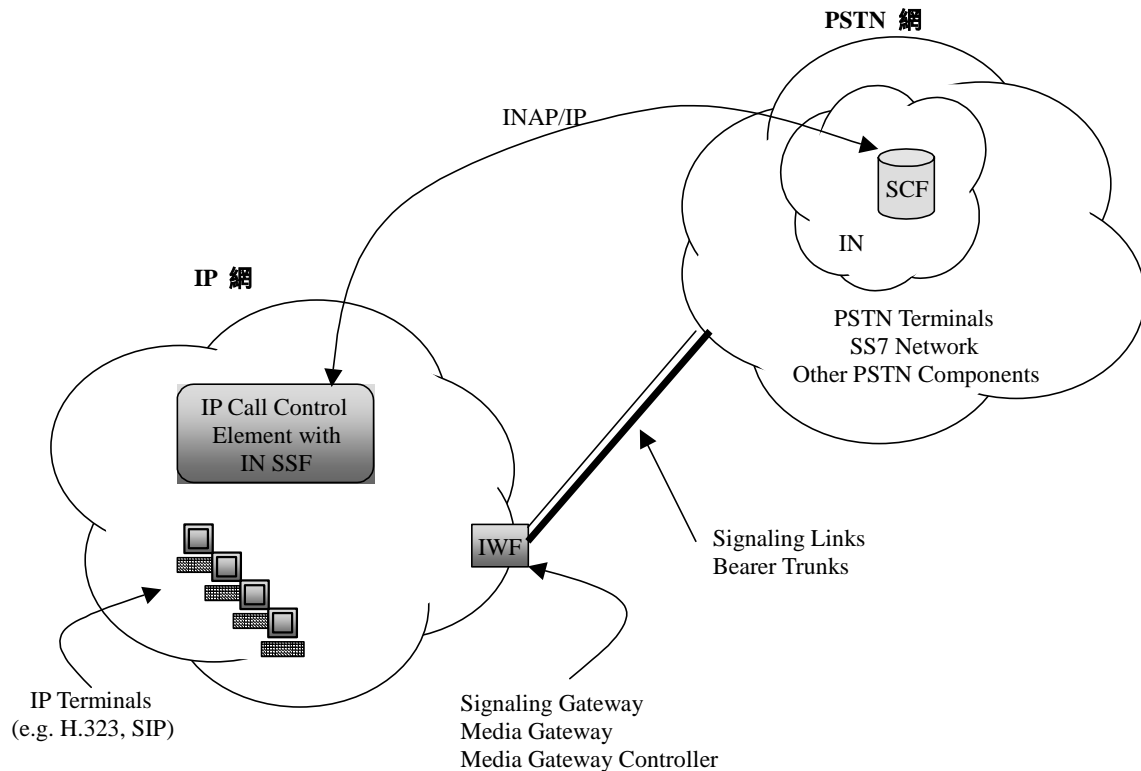 PSTN 網
INAP/IP
SCF
IN
IP 網
PSTN Terminals
SS7 Network
Other PSTN Components
IP Call Control
Element with
IN SSF
IWF
Signaling Links
Bearer Trunks
IP Terminals
(e.g. H.323, SIP)
Signaling Gateway
Media Gateway
Media Gateway Controller